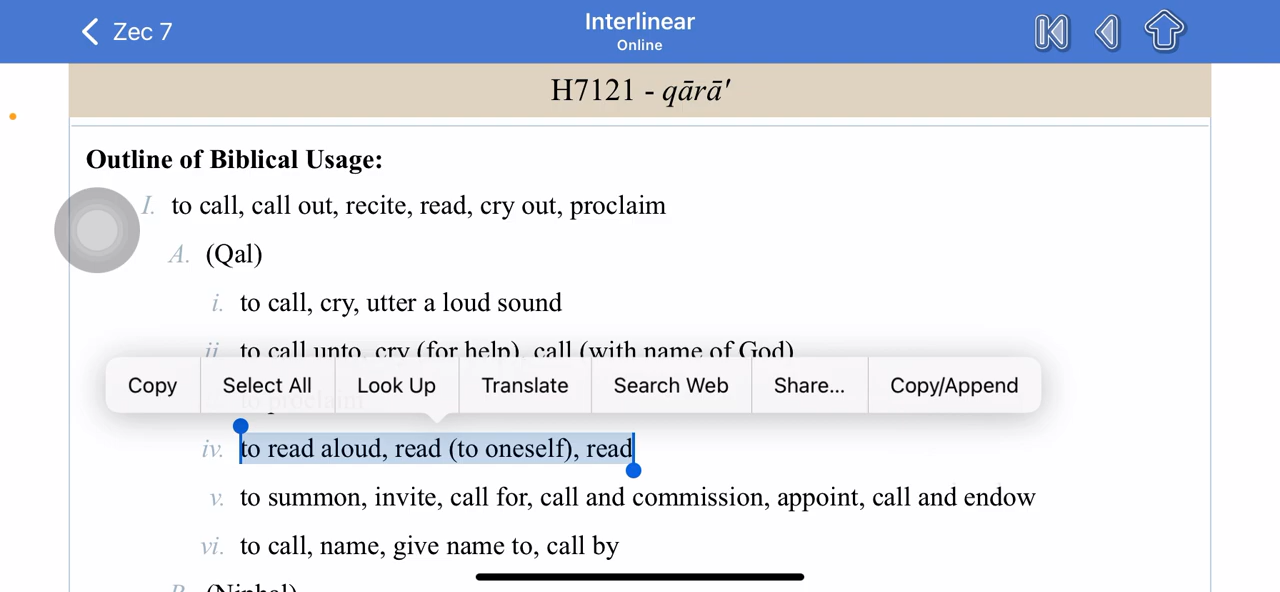 Zec 7
Interlinear
Online
H7121 - qārā'
Outline of Biblical Usage:
I. to call, call out, recite, read, cry out, proclaim
A. (Qal)
i. to call, cry, utter a loud sound
ii. to call unto, cry (for help), call (with name of God)
Copy Select All Look Up Translate Search Web Share... Copy/Append
to proclaim
iv. to read aloud, read (to oneself), read
v. to summon, invite, call for, call and commission, appoint, call and endow
vi. to call, name, give name to, call by
B. (Niphal)